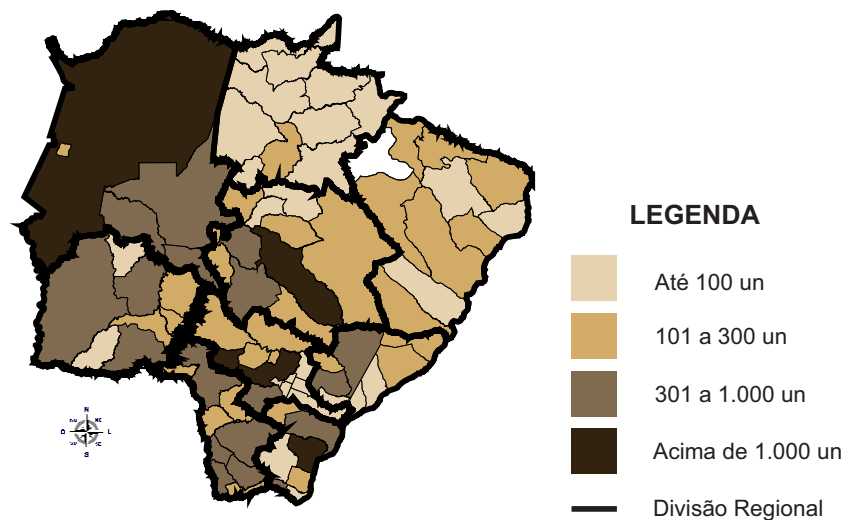 LEGENDA
Até 100 un
101 a 300 un
301 a 1.000 un
Acima de 1.000 un
Divisão Regional
N
O
L
S